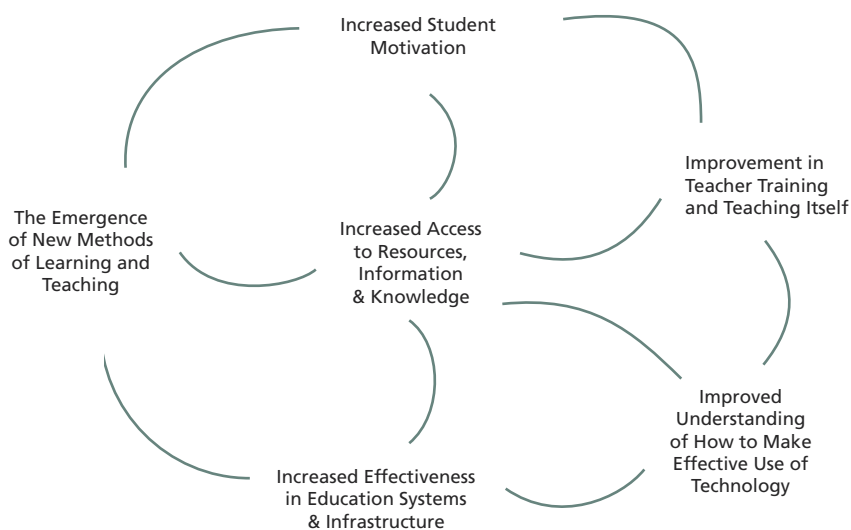 Increased Student
Motivation
Improvement in
Teacher Training
and Teaching Itself
The Emergence
of New Methods
of Learning and
Teaching
Increased Access
to Resources,
Information
& Knowledge
Improved
Understanding
of How to Make
Effective Use of
Technology
Increased Effectiveness
in Education Systems
& Infrastructure